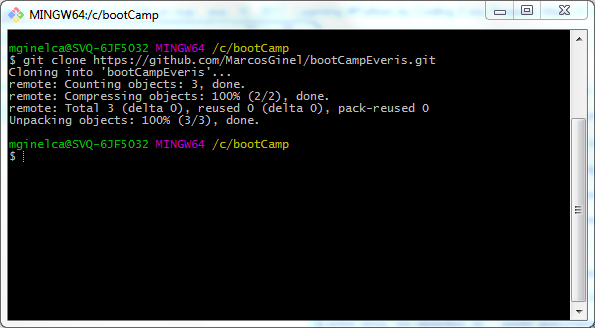 MINGW64:/c/bootCamp
mginelca@SVQ-6JF5032 MINGW64 /c/bootCamp
$ git clone https://github.com/MarcosGinel/bootCampEveris.git
Cloning into 'bootCampEveris'...
remote: Counting objects: 3, done.
remote: Compressing objects: 100% (2/2), done.
remote: Total 3 (delta 0), reused 0 (delta 0), pack-reused 0
Unpacking objects: 100% (3/3), done.
mginelca@SVQ-6JF5032 MINGW64 /c/bootCamp
$